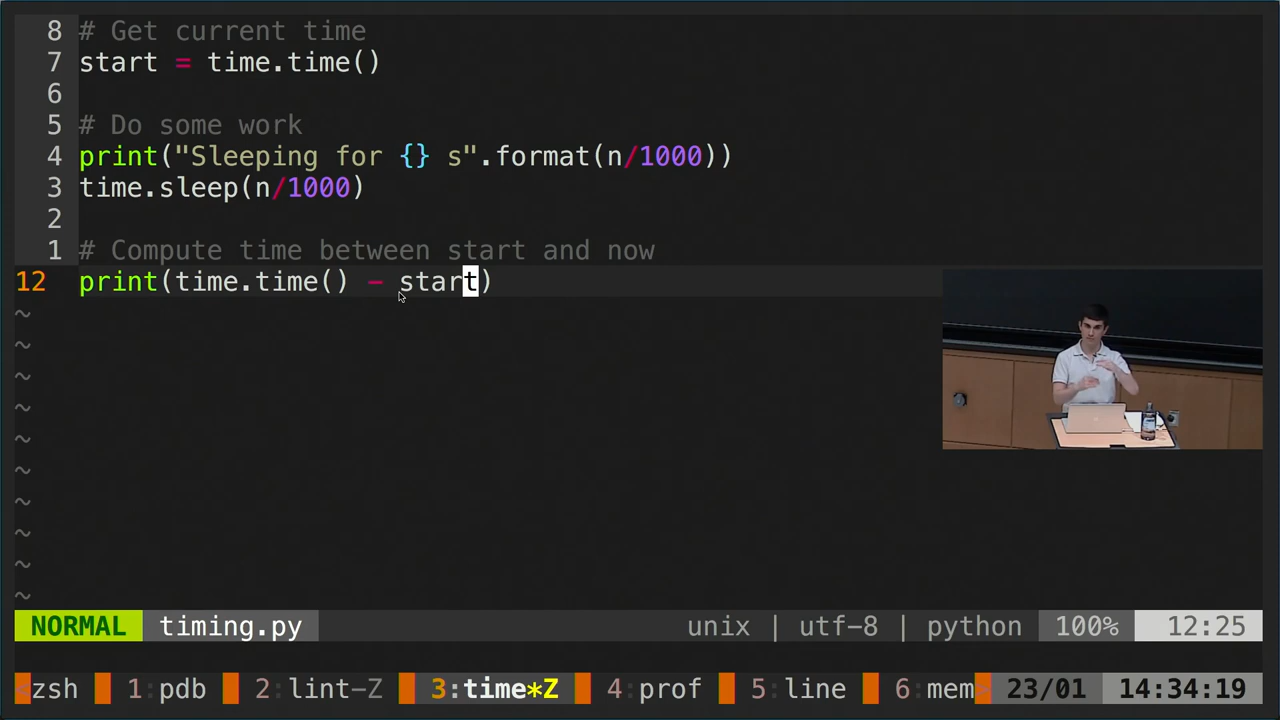 8 # Get current time
7 start = time.time()
6
5 # Do some work
4 print("Sleeping for {} s".format(n/1000))
3 time.sleep(n/1000)
2
1 # Compute time between start and now
12 print(time.time() - start)
~
~
~
~
~
~
~
~
~
~
NORMAL timing.py unix | utf-8 | python 100% 12:25
<zsh 1:pdb 2:lint-Z 3:time*Z 4:prof 5:line 6:mem> 23/01 14:34:19